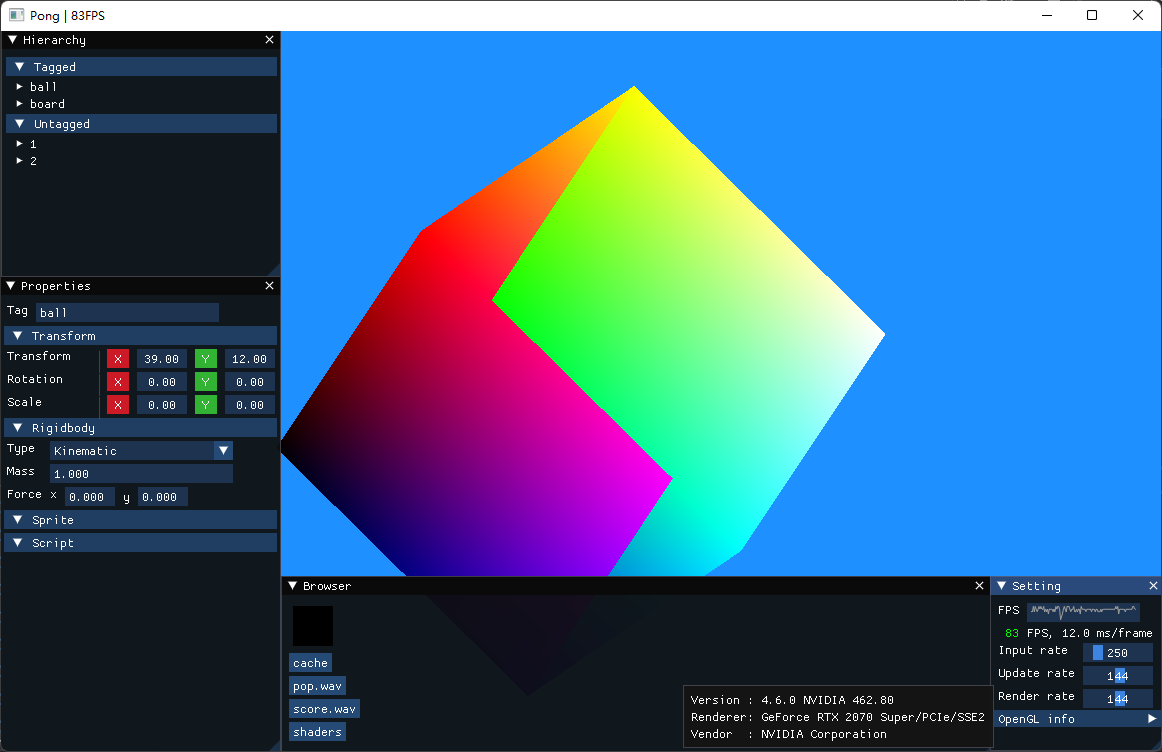 Pong | 83FPS
Hierarchy
Tagged
ball
board
Untagged
1
2
Properties
Tag ball
Transform
Transform X 39.00 Y 12.00
Rotation X 0.00 Y 0.00
Scale X 0.00 Y 0.00
Rigidbody
Type Kinematic
Mass 1.000
Force x 0.000 y 0.000
Sprite
Script
Browser
cache
pop.wav
score.wav
shaders
Setting
FPS
83 FPS, 12.0 ms/frame
Input rate 250
Update rate 144
Render rate 144
OpenGL info
Version : 4.6.0 NVIDIA 462.80
Renderer: GeForce RTX 2070 Super/PCIe/SSE2
Vendor : NVIDIA Corporation